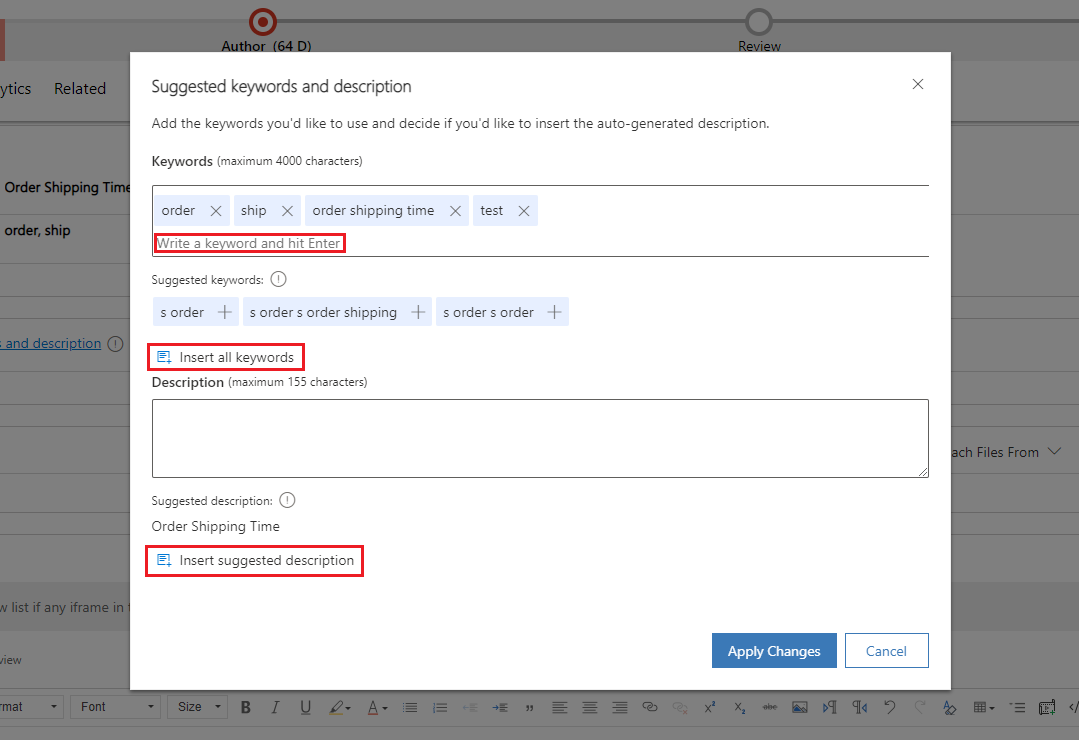 Author (64 D)
Review
ytics Related
Suggested keywords and description
Add the keywords you'd like to use and decide if you'd like to insert the auto-generated description.
Keywords (maximum 4000 characters)
Order Shipping Time
order ship order shipping time test
order, ship
Write a keyword and hit Enter
Suggested keywords:
s order s order s order shipping s order s order
s and description
Insert all keywords
Description (maximum 155 characters)
ach Files From
Suggested description:
Order Shipping Time
Insert suggested description
w list if any iframe in t
Apply Changes Cancel
view
rmat Font Size B I U A x² x₂ abc